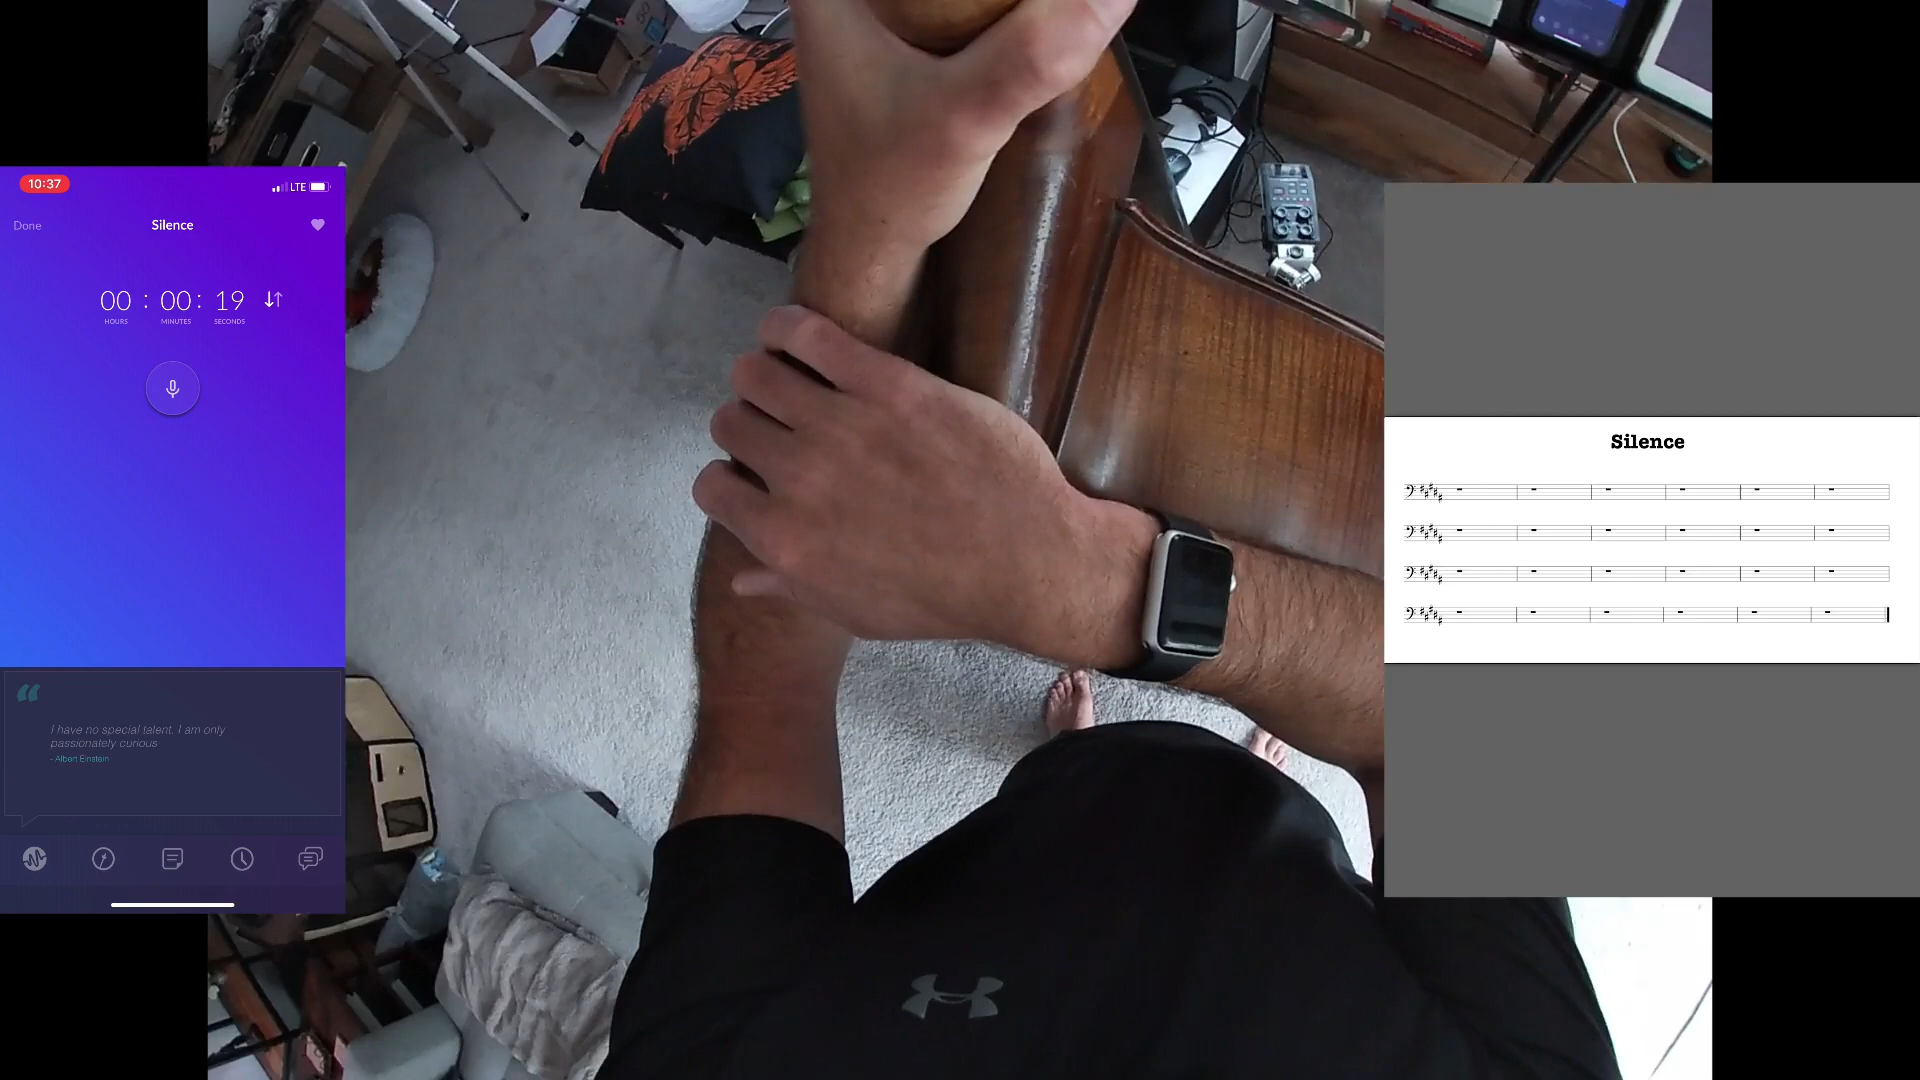 10:37
LTE
Done
Silence
00 : 00 : 19
HOURS
MINUTES
SECONDS
“
I have no special talent. I am only
passionately curious
- Albert Einstein
Silence